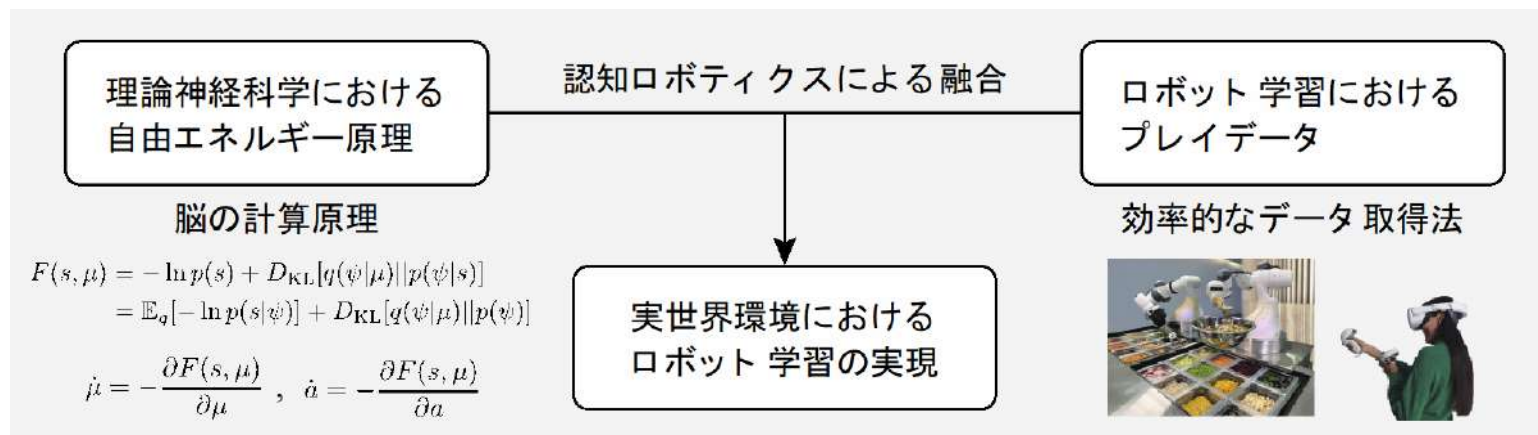 理論神経科学における
自由エネルギー原理
認知ロボティクスによる融合
ロボット学習における
プレイデータ
脳の計算原理
F(s, μ) = − ln p(s) + D_KL[q(ψ|μ)||p(ψ|s)]
= 𝔼_q[− ln p(s|ψ)] + D_KL[q(ψ|μ)||p(ψ)]
μ̇ = −∂F(s, μ)/∂μ , ȧ = −∂F(s, μ)/∂a
効率的なデータ取得法
実世界環境における
ロボット学習の実現